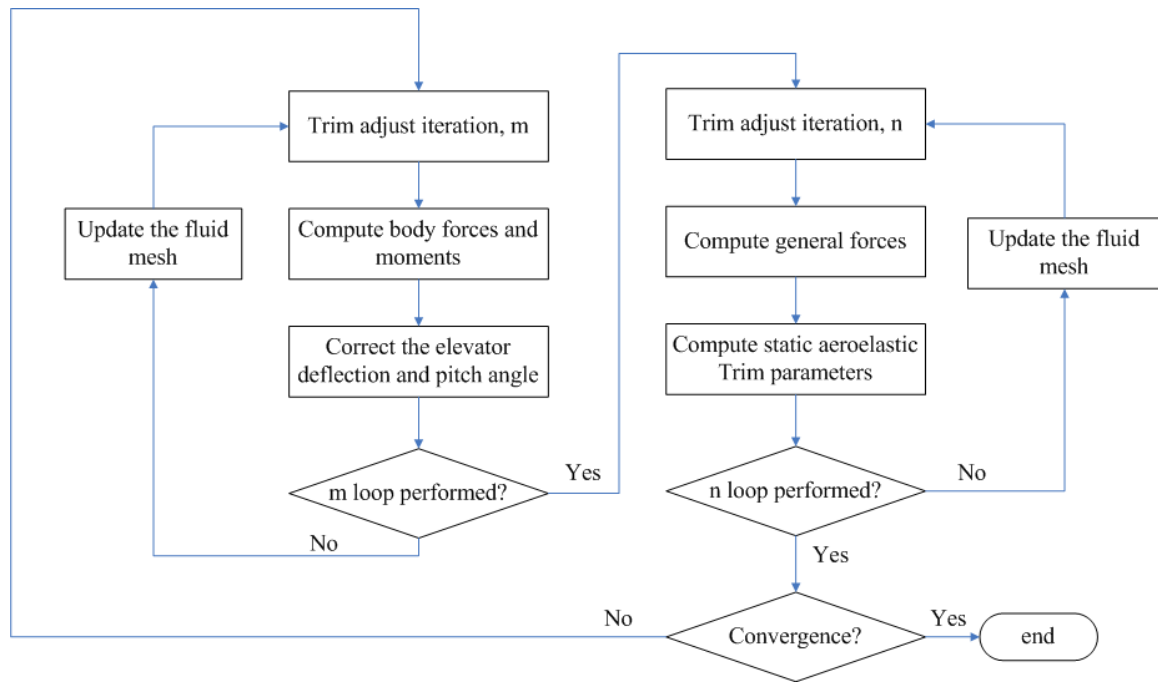 Trim adjust iteration, m
Update the fluid
mesh
Compute body forces and
moments
Correct the elevator
deflection and pitch angle
m loop performed?
Yes
No
Trim adjust iteration, n
Compute general forces
Update the fluid
mesh
Compute static aeroelastic
Trim parameters
n loop performed?
No
Yes
Convergence?
No
Yes
end